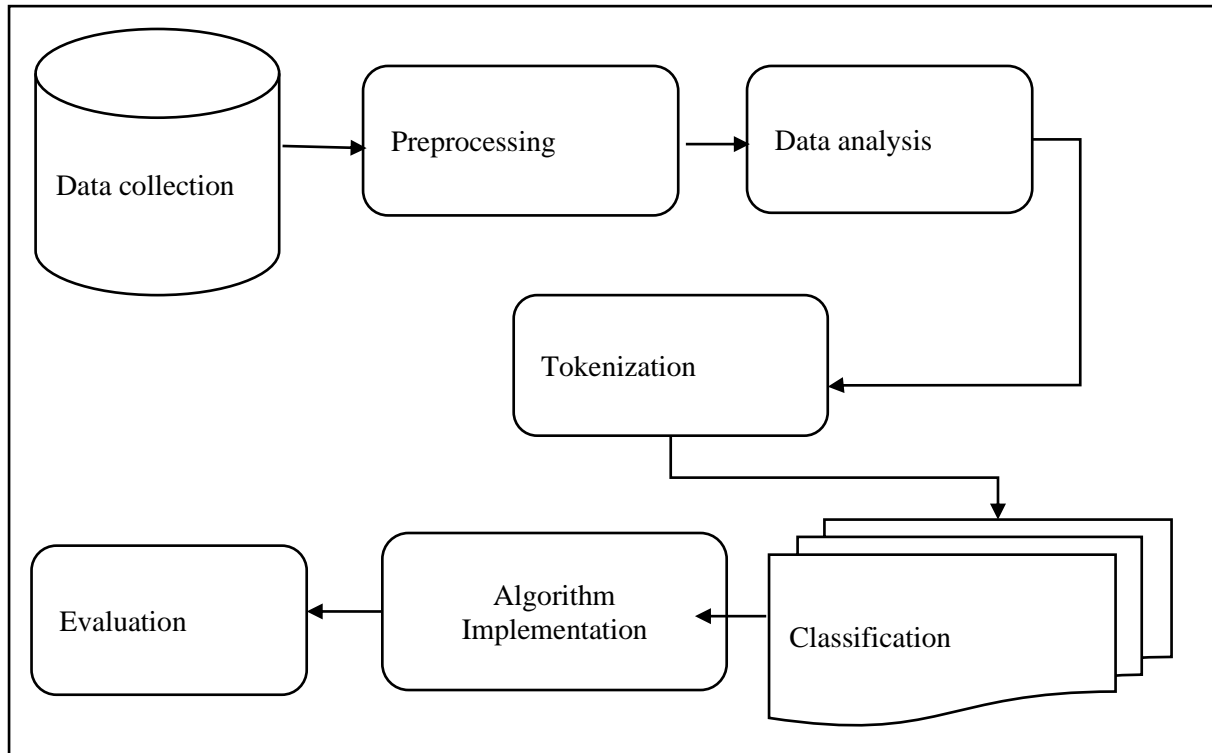 Data collection
Preprocessing
Data analysis
Tokenization
Classification
Algorithm
Implementation
Evaluation